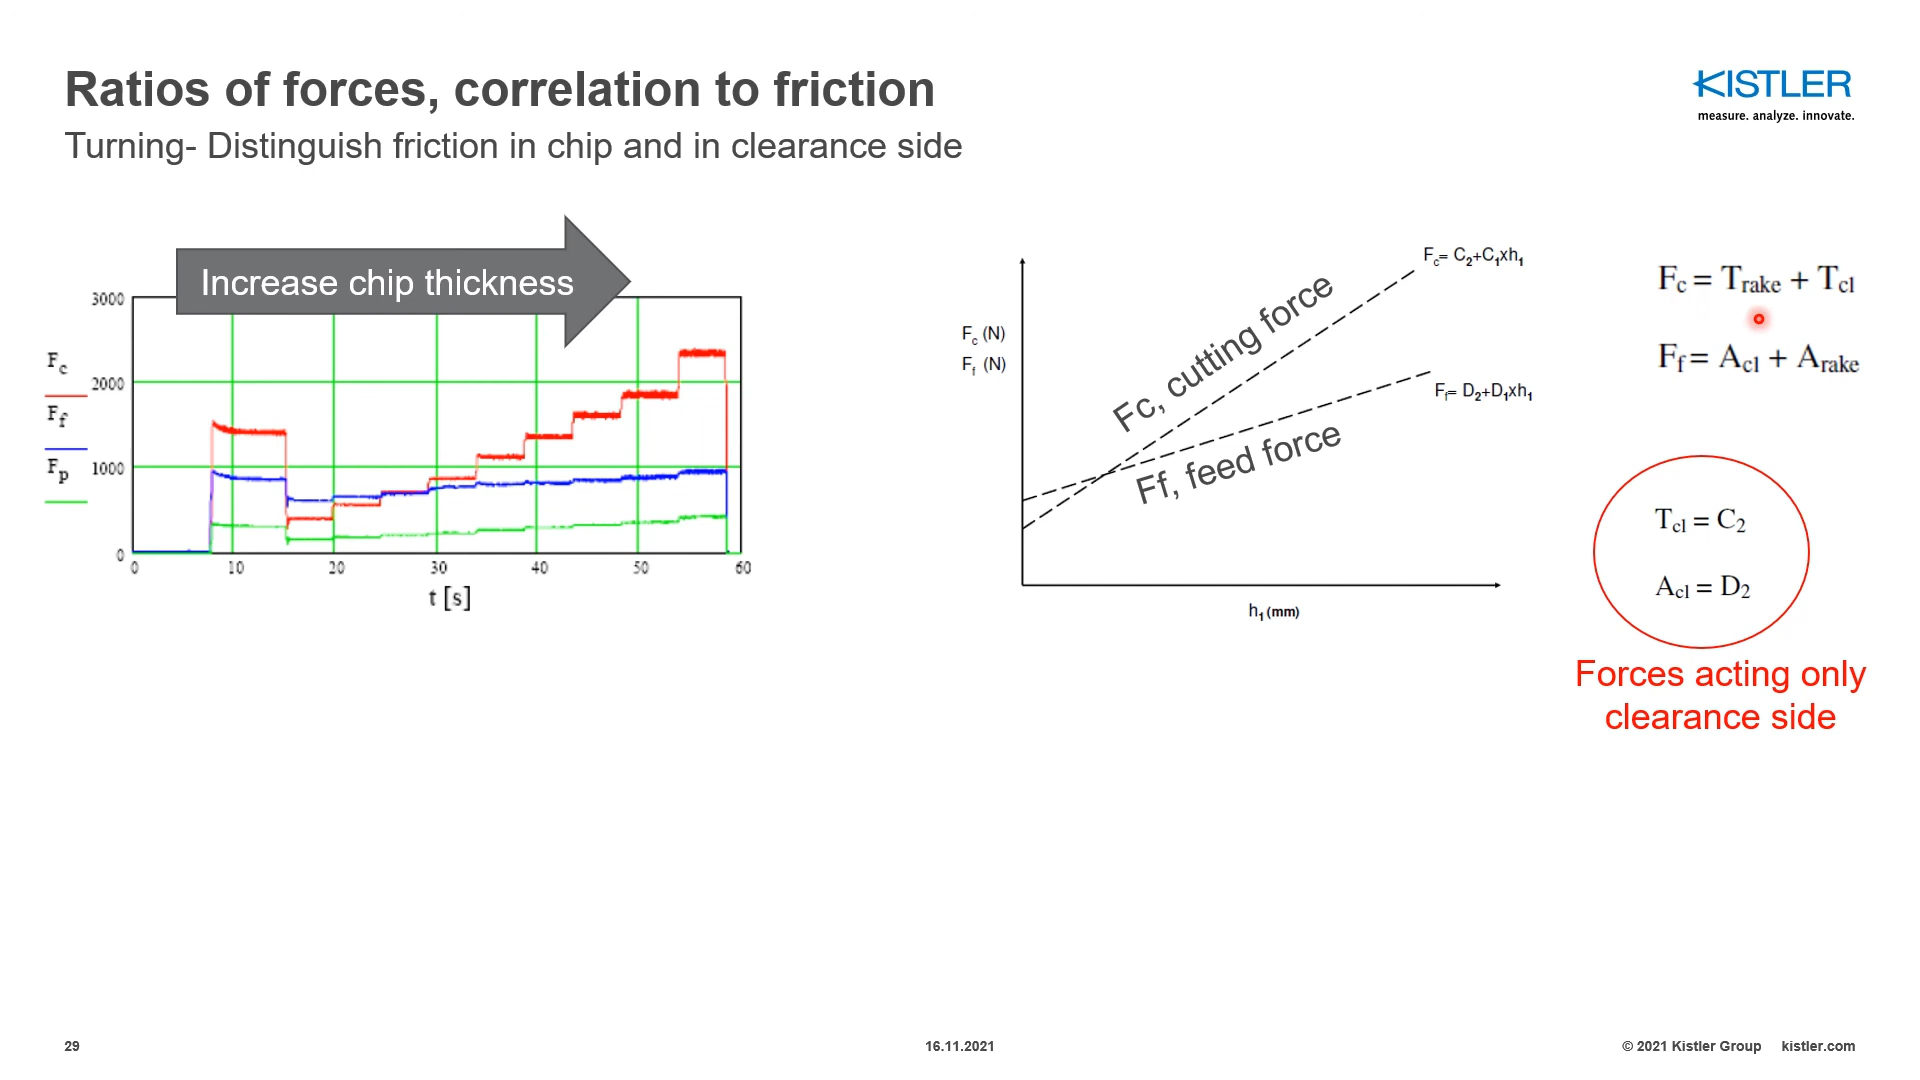 Ratios of forces, correlation to friction
Turning- Distinguish friction in chip and in clearance side
KISTLER
measure. analyze. innovate.
Increase chip thickness
3000
2000
1000
0
F_c
F_f
F_p
0 10 20 30 40 50 60
t [s]
F_c (N)
F_f (N)
Fc, cutting force
Ff, feed force
F_c= C_2+C_1xh_1
F_f= D_2+D_1xh_1
h_1 (mm)
F_c = T_rake + T_cl
F_f = A_cl + A_rake
T_cl = C_2
A_cl = D_2
Forces acting only
clearance side
29
16.11.2021
© 2021 Kistler Group kistler.com